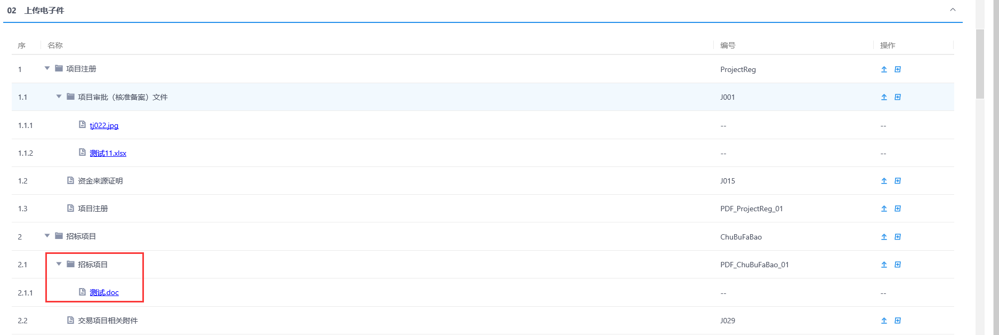 02 上传电子件
序 名称 编号 操作
1 项目注册 ProjectReg
1.1 项目审批（核准备案）文件 J001
1.1.1 tj022.jpg -- --
1.1.2 测试11.xlsx -- --
1.2 资金来源证明 J015
1.3 项目注册 PDF_ProjectReg_01
2 招标项目 ChuBuFaBao
2.1 招标项目 PDF_ChuBuFaBao_01
2.1.1 测试.doc -- --
2.2 交易项目相关附件 J029